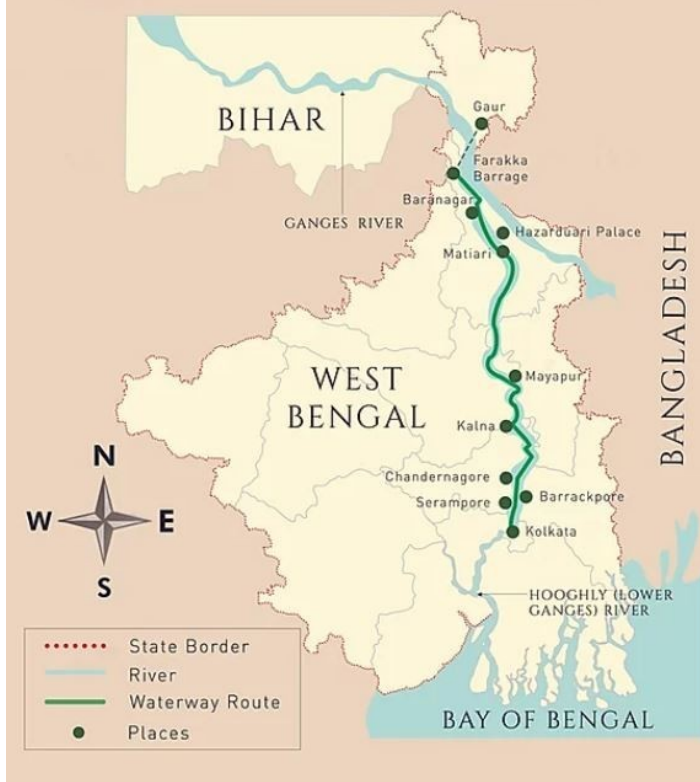 Gaur
BIHAR
Farakka
Barrage
Baranagar
GANGES RIVER
Hazarduari Palace
Matiari
BANGLADESH
WEST
BENGAL
Mayapur
Kalna
N
W
E
S
Chandernagore
Serampore
Barrackpore
Kolkata
HOOGHLY (LOWER
GANGES) RIVER
State Border
River
Waterway Route
Places
BAY OF BENGAL